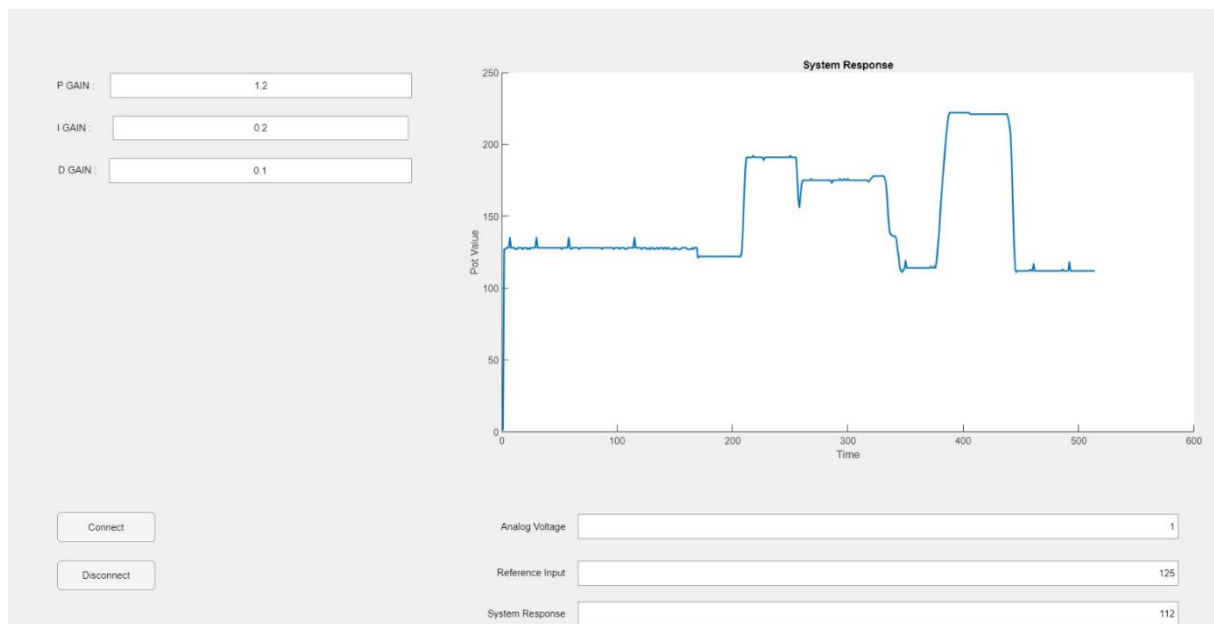 P GAIN :
1.2
I GAIN :
0.2
D GAIN :
0.1
System Response
250
200
150
100
50
0
Pot Value
0
100
200
300
400
500
600
Time
Connect
Disconnect
Analog Voltage
1
Reference Input
125
System Response
112